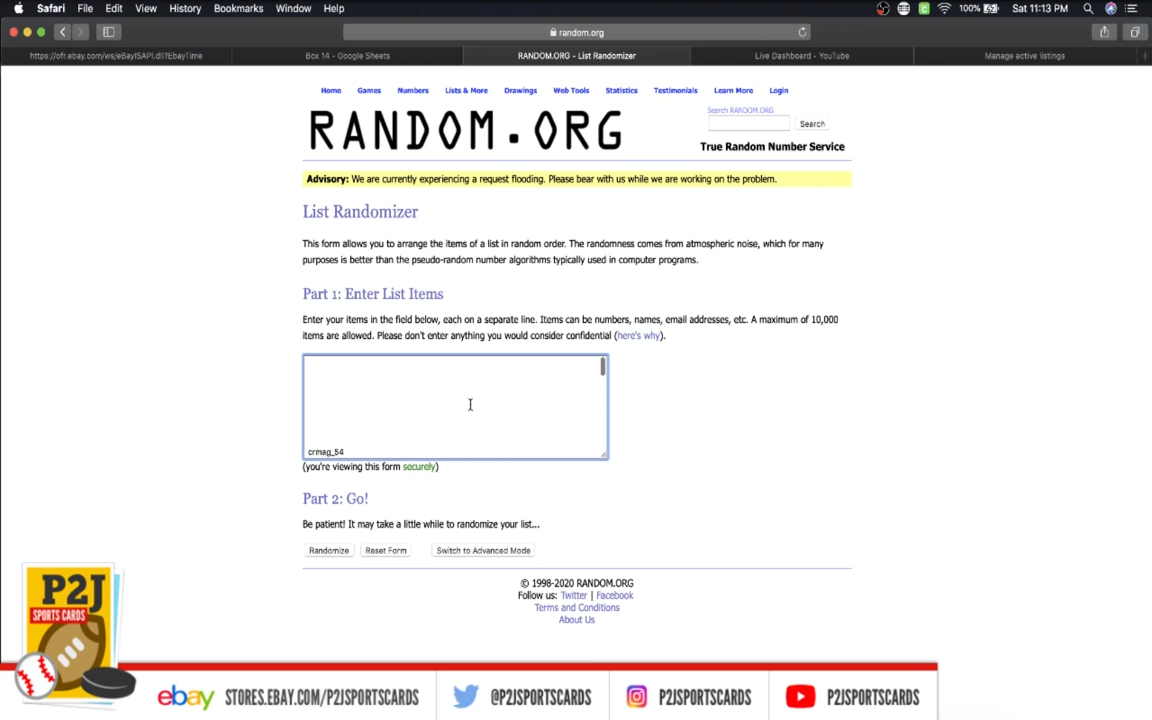 Safari File Edit View History Bookmarks Window Help 100% Sat 11:13 PM
random.org
https://ofr.ebay.com/ws/eBayISAPI.dll?EbayTime Box 14 - Google Sheets RANDOM.ORG - List Randomizer Live Dashboard - YouTube Manage active listings
Home Games Numbers Lists & More Drawings Web Tools Statistics Testimonials Learn More Login
Search RANDOM.ORG
RANDOM.ORG
Search
True Random Number Service
Advisory: We are currently experiencing a request flooding. Please bear with us while we are working on the problem.
List Randomizer
This form allows you to arrange the items of a list in random order. The randomness comes from atmospheric noise, which for many
purposes is better than the pseudo-random number algorithms typically used in computer programs.
Part 1: Enter List Items
Enter your items in the field below, each on a separate line. Items can be numbers, names, email addresses, etc. A maximum of 10,000
items are allowed. Please don't enter anything you would consider confidential (here's why).
crmag_54
(you're viewing this form securely)
Part 2: Go!
Be patient! It may take a little while to randomize your list...
Randomize Reset Form Switch to Advanced Mode
© 1998-2020 RANDOM.ORG
Follow us: Twitter | Facebook
Terms and Conditions
About Us
P2J
SPORTS CARDS
ebay STORES.EBAY.COM/P2JSPORTSCARDS @P2JSPORTSCARDS P2JSPORTSCARDS P2JSPORTSCARDS